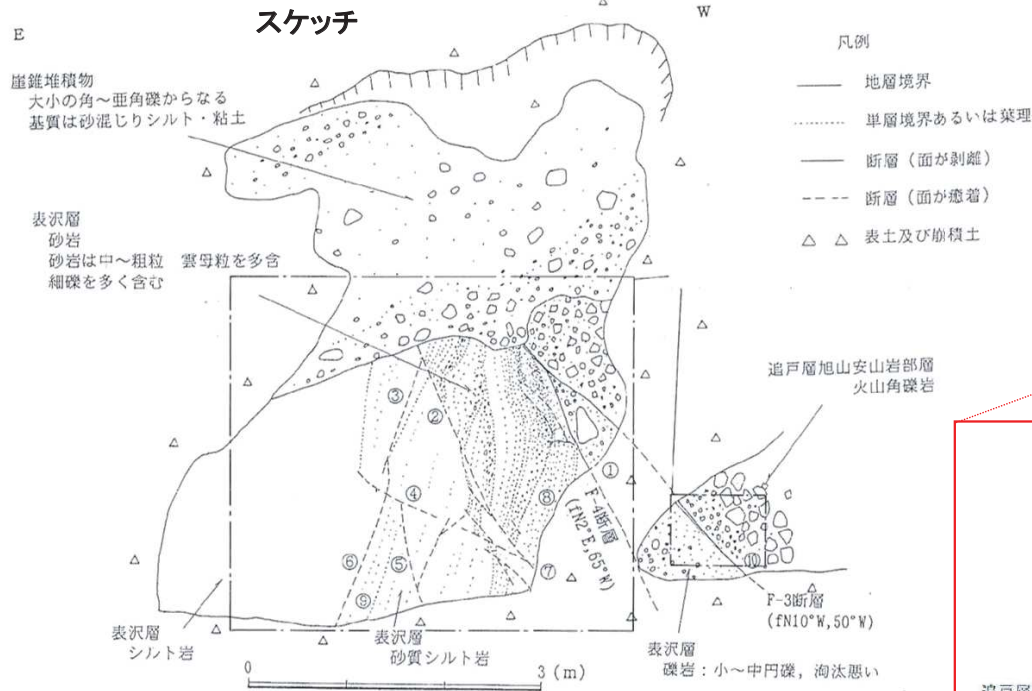 スケッチ
E
W
崖錐堆積物
大小の角～亜角礫からなる
基質は砂混じりシルト・粘土
表沢層
砂岩
砂岩は中～粗粒 雲母粒を多含
細礫を多く含む
凡例
地層境界
単層境界あるいは葉理
断層（面が剥離）
断層（面が癒着）
表土及び崩積土
追戸層旭山安山岩部層
火山角礫岩
③
②
①
④
⑧
⑥
⑤
⑦
⑨
⑩
F-4断層
(fN2°E,65°W)
F-3断層
(fN10°W,50°W)
表沢層
シルト岩
表沢層
砂質シルト岩
表沢層
礫岩：小～中円礫，淘汰悪い
0 3 (m)
追戸層